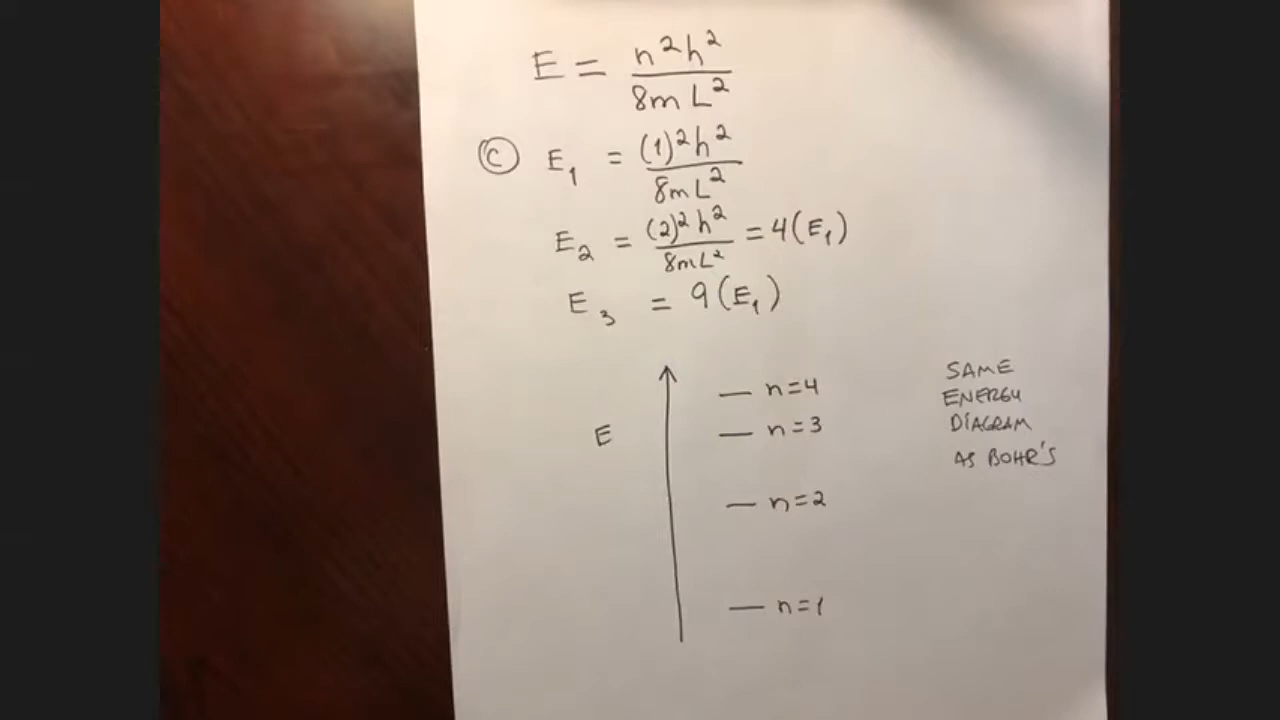 E = n²h² / 8mL²
Ⓒ E₁ = (1)²h² / 8mL²
E₂ = (2)²h² / 8mL² = 4(E₁)
E₃ = 9(E₁)
E
n=4
n=3
n=2
n=1
SAME
ENERGY
DIAGRAM
AS BOHR'S